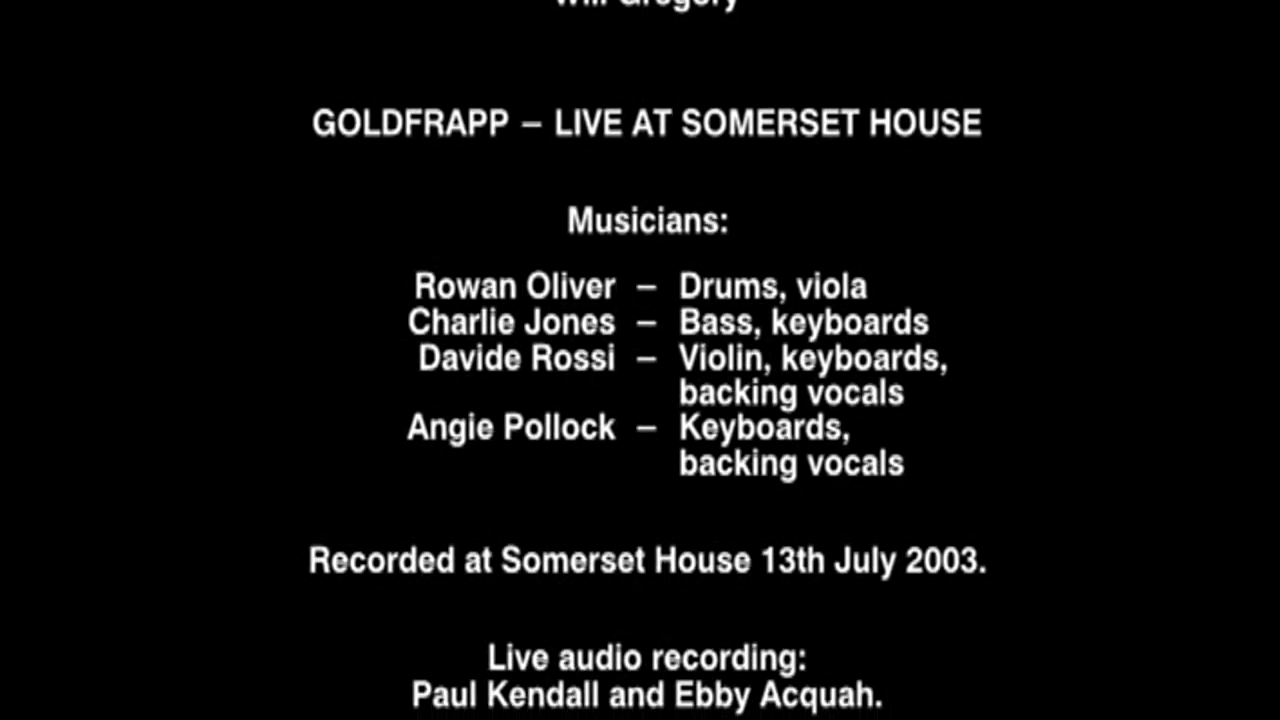 Will Gregory
GOLDFRAPP – LIVE AT SOMERSET HOUSE
Musicians:
Rowan Oliver – Drums, viola
Charlie Jones – Bass, keyboards
Davide Rossi – Violin, keyboards,
backing vocals
Angie Pollock – Keyboards,
backing vocals
Recorded at Somerset House 13th July 2003.
Live audio recording:
Paul Kendall and Ebby Acquah.